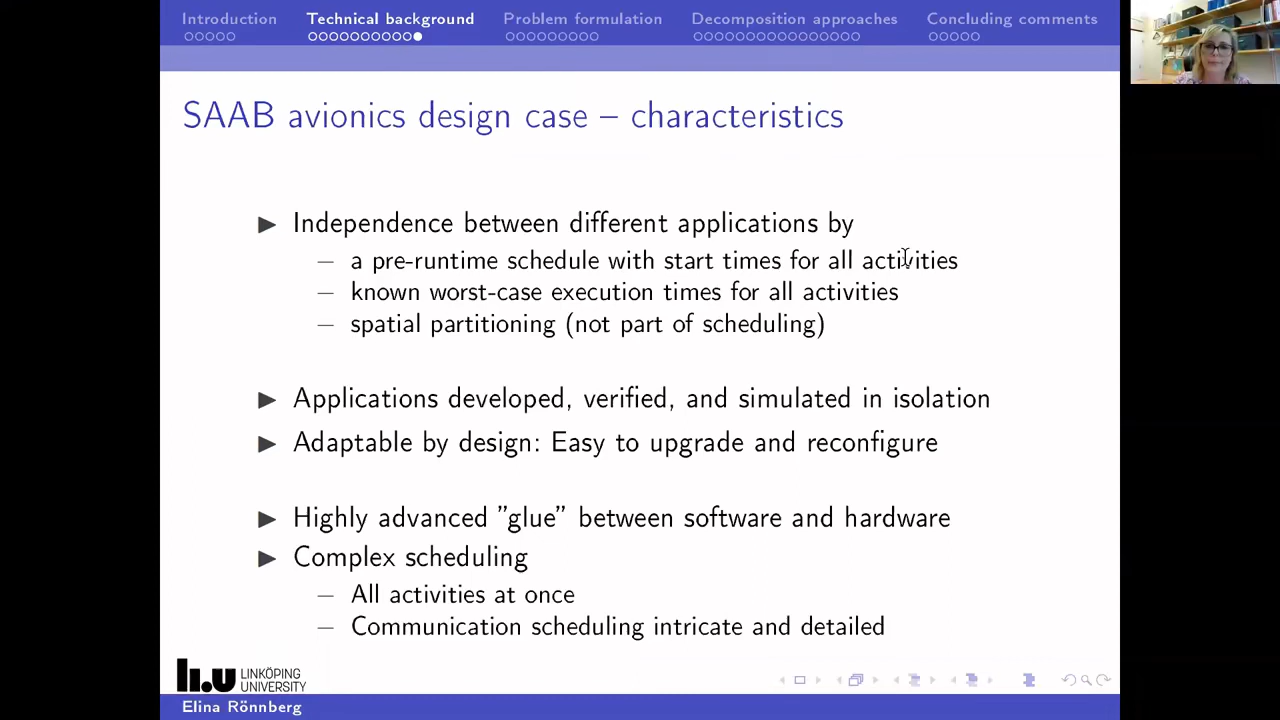 Introduction Technical background Problem formulation Decomposition approaches Concluding comments
SAAB avionics design case – characteristics
▶ Independence between different applications by
– a pre-runtime schedule with start times for all activities
– known worst-case execution times for all activities
– spatial partitioning (not part of scheduling)
▶ Applications developed, verified, and simulated in isolation
▶ Adaptable by design: Easy to upgrade and reconfigure
▶ Highly advanced ”glue” between software and hardware
▶ Complex scheduling
– All activities at once
– Communication scheduling intricate and detailed
li.u LINKÖPING
UNIVERSITY
Elina Rönnberg